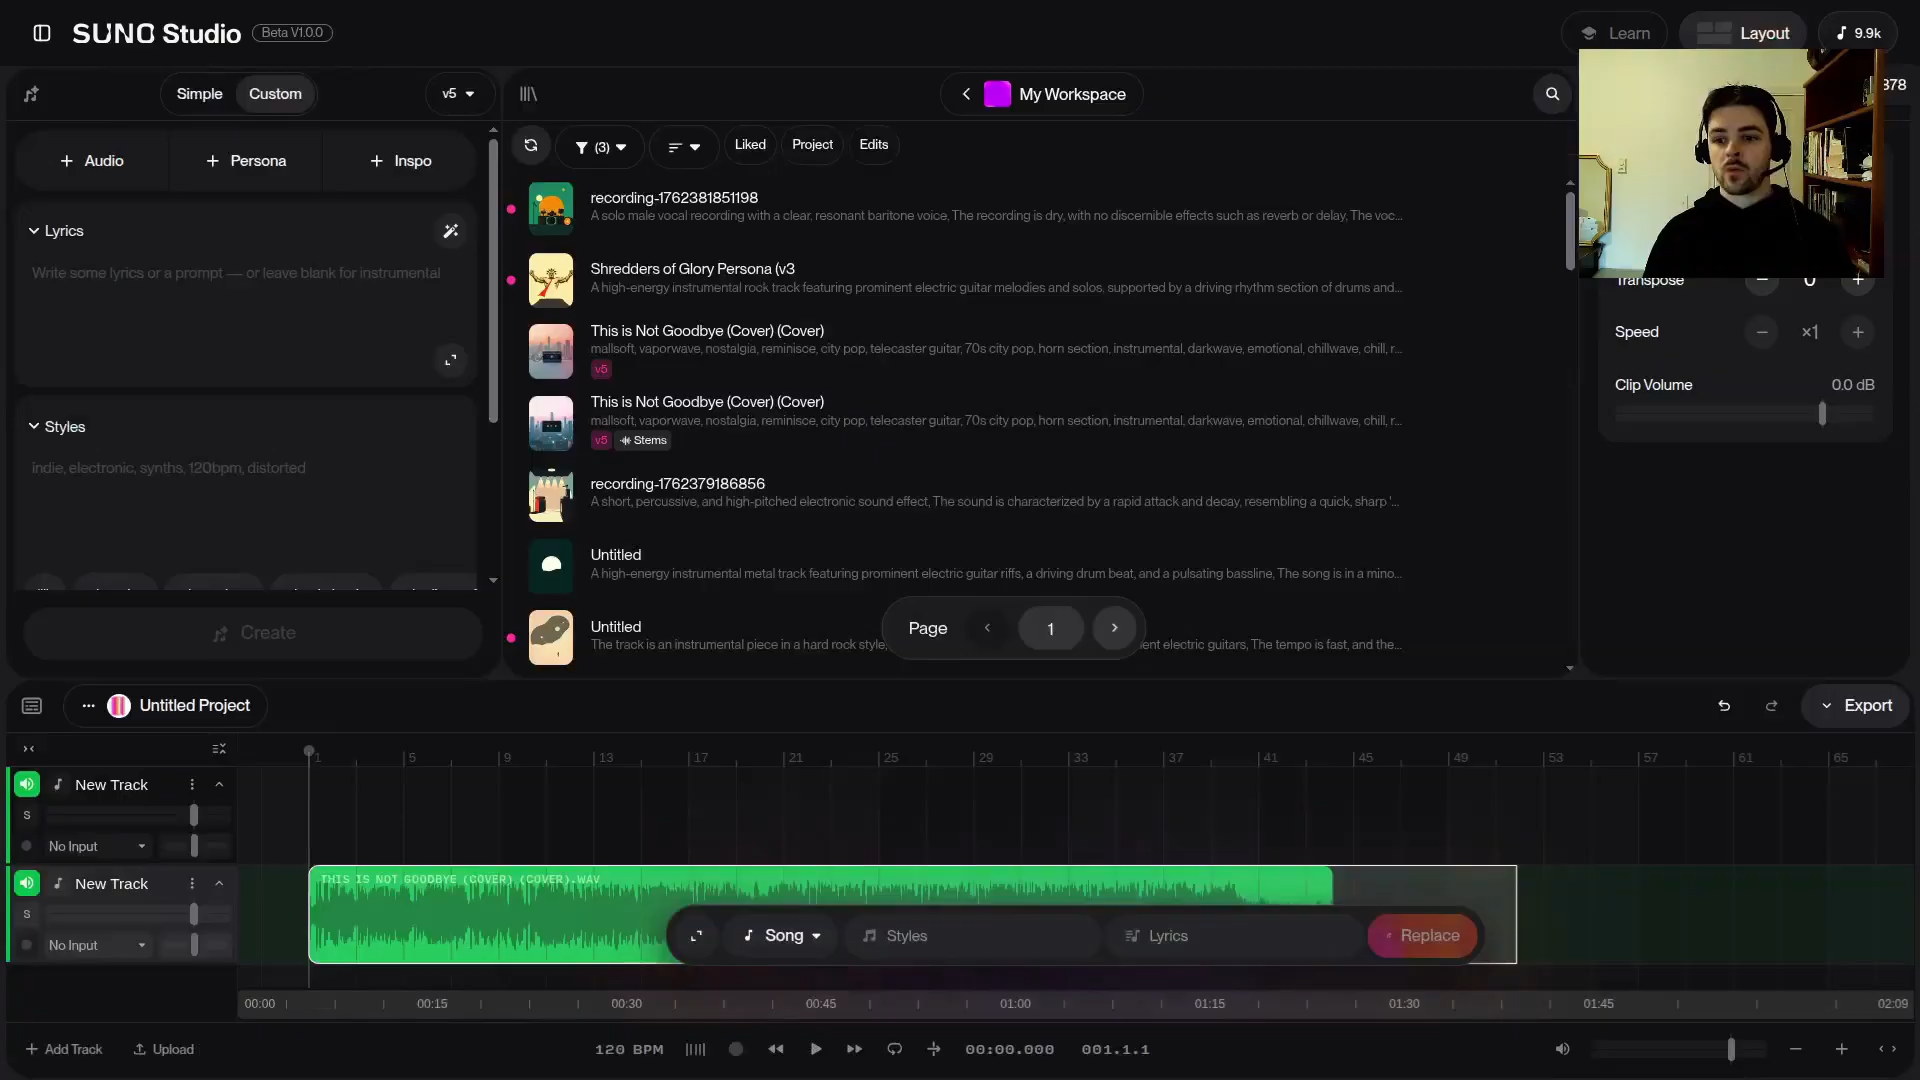 SUNO Studio
Beta V1.0.0
Learn
Layout
9.9k
Simple
Custom
v5
My Workspace
378
+ Audio
+ Persona
+ Inspo
(3)
Liked
Project
Edits
Lyrics
Write some lyrics or a prompt — or leave blank for instrumental
Styles
indie, electronic, synths, 120bpm, distorted
Create
recording-1762381851198
A solo male vocal recording with a clear, resonant baritone voice, The recording is dry, with no discernible effects such as reverb or delay, The voc...
Shredders of Glory Persona (v3
A high-energy instrumental rock track featuring prominent electric guitar melodies and solos, supported by a driving rhythm section of drums and...
This is Not Goodbye (Cover) (Cover)
mallsoft, vaporwave, nostalgia, reminisce, city pop, telecaster guitar, 70s city pop, horn section, instrumental, darkwave, emotional, chillwave, chill, r...
v5
This is Not Goodbye (Cover) (Cover)
mallsoft, vaporwave, nostalgia, reminisce, city pop, telecaster guitar, 70s city pop, horn section, instrumental, darkwave, emotional, chillwave, chill, r...
v5 Stems
recording-1762379186856
A short, percussive, and high-pitched electronic sound effect, The sound is characterized by a rapid attack and decay, resembling a quick, sharp '...
Untitled
A high-energy instrumental metal track featuring prominent electric guitar riffs, a driving drum beat, and a pulsating bassline, The song is in a mino...
Untitled
The track is an instrumental piece in a hard rock style, ent electric guitars, The tempo is fast, and the...
Page 1
Transpose 0
Speed ×1
Clip Volume 0.0 dB
Untitled Project
Export
1 5 9 13 17 21 25 29 33 37 41 45 49 53 57 61 65
New Track
S
No Input
New Track
S
No Input
THIS IS NOT GOODBYE (COVER) (COVER).WAV
Song
Styles
Lyrics
Replace
00:00 00:15 00:30 00:45 01:00 01:15 01:30 01:45 02:09
+ Add Track
Upload
120 BPM
00:00.000
001.1.1